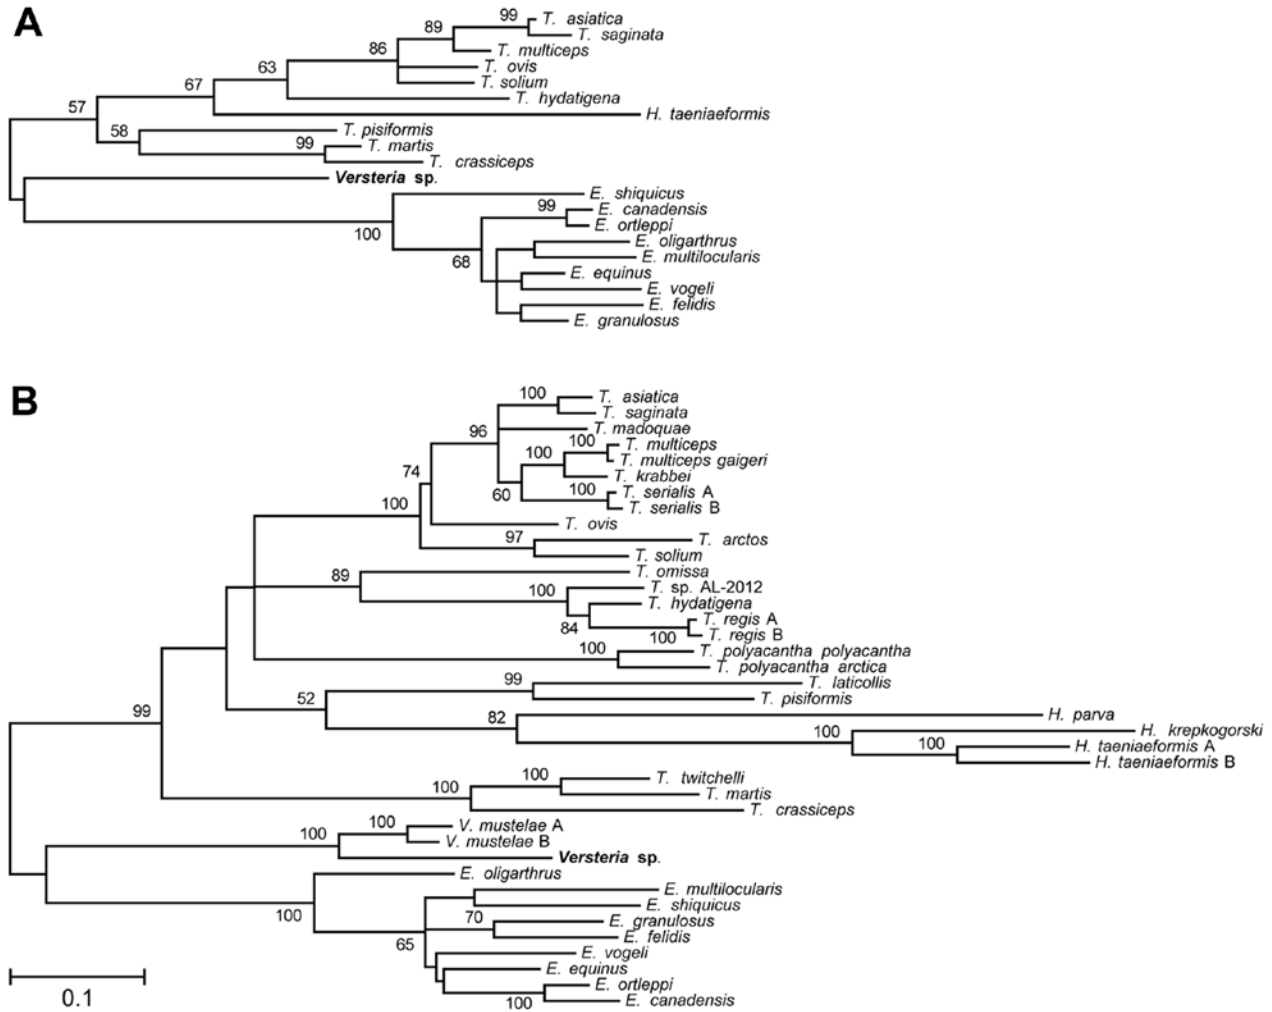 A
99 T. asiatica
T. saginata
89
T. multiceps
86
T. ovis
63
T. solium
67
T. hydatigena
57
H. taeniaeformis
58
T. pisiformis
99 T. martis
T. crassiceps
Versteria sp.
E. shiquicus
99 E. canadensis
E. ortleppi
100
E. oligarthrus
68
E. multilocularis
E. equinus
E. vogeli
E. felidis
E. granulosus
B
100 T. asiatica
T. saginata
96
T. madoquae
100 T. multiceps
100
T. multiceps gaigeri
74
T. krabbei
60
100 T. serialis A
T. serialis B
100
T. ovis
97 T. arctos
T. solium
89 T. omissa
100 T. sp. AL-2012
T. hydatigena
84
T. regis A
100 T. regis B
100 T. polyacantha polyacantha
T. polyacantha arctica
99 T. laticollis
52
T. pisiformis
99
82 H. parva
100 H. krepkogorski
100 H. taeniaeformis A
H. taeniaeformis B
100 T. twitchelli
100
T. martis
T. crassiceps
100 V. mustelae A
100
V. mustelae B
Versteria sp.
E. oligarthrus
100
E. multilocularis
E. shiquicus
70 E. granulosus
65
E. felidis
E. vogeli
E. equinus
E. ortleppi
100 E. canadensis
0.1